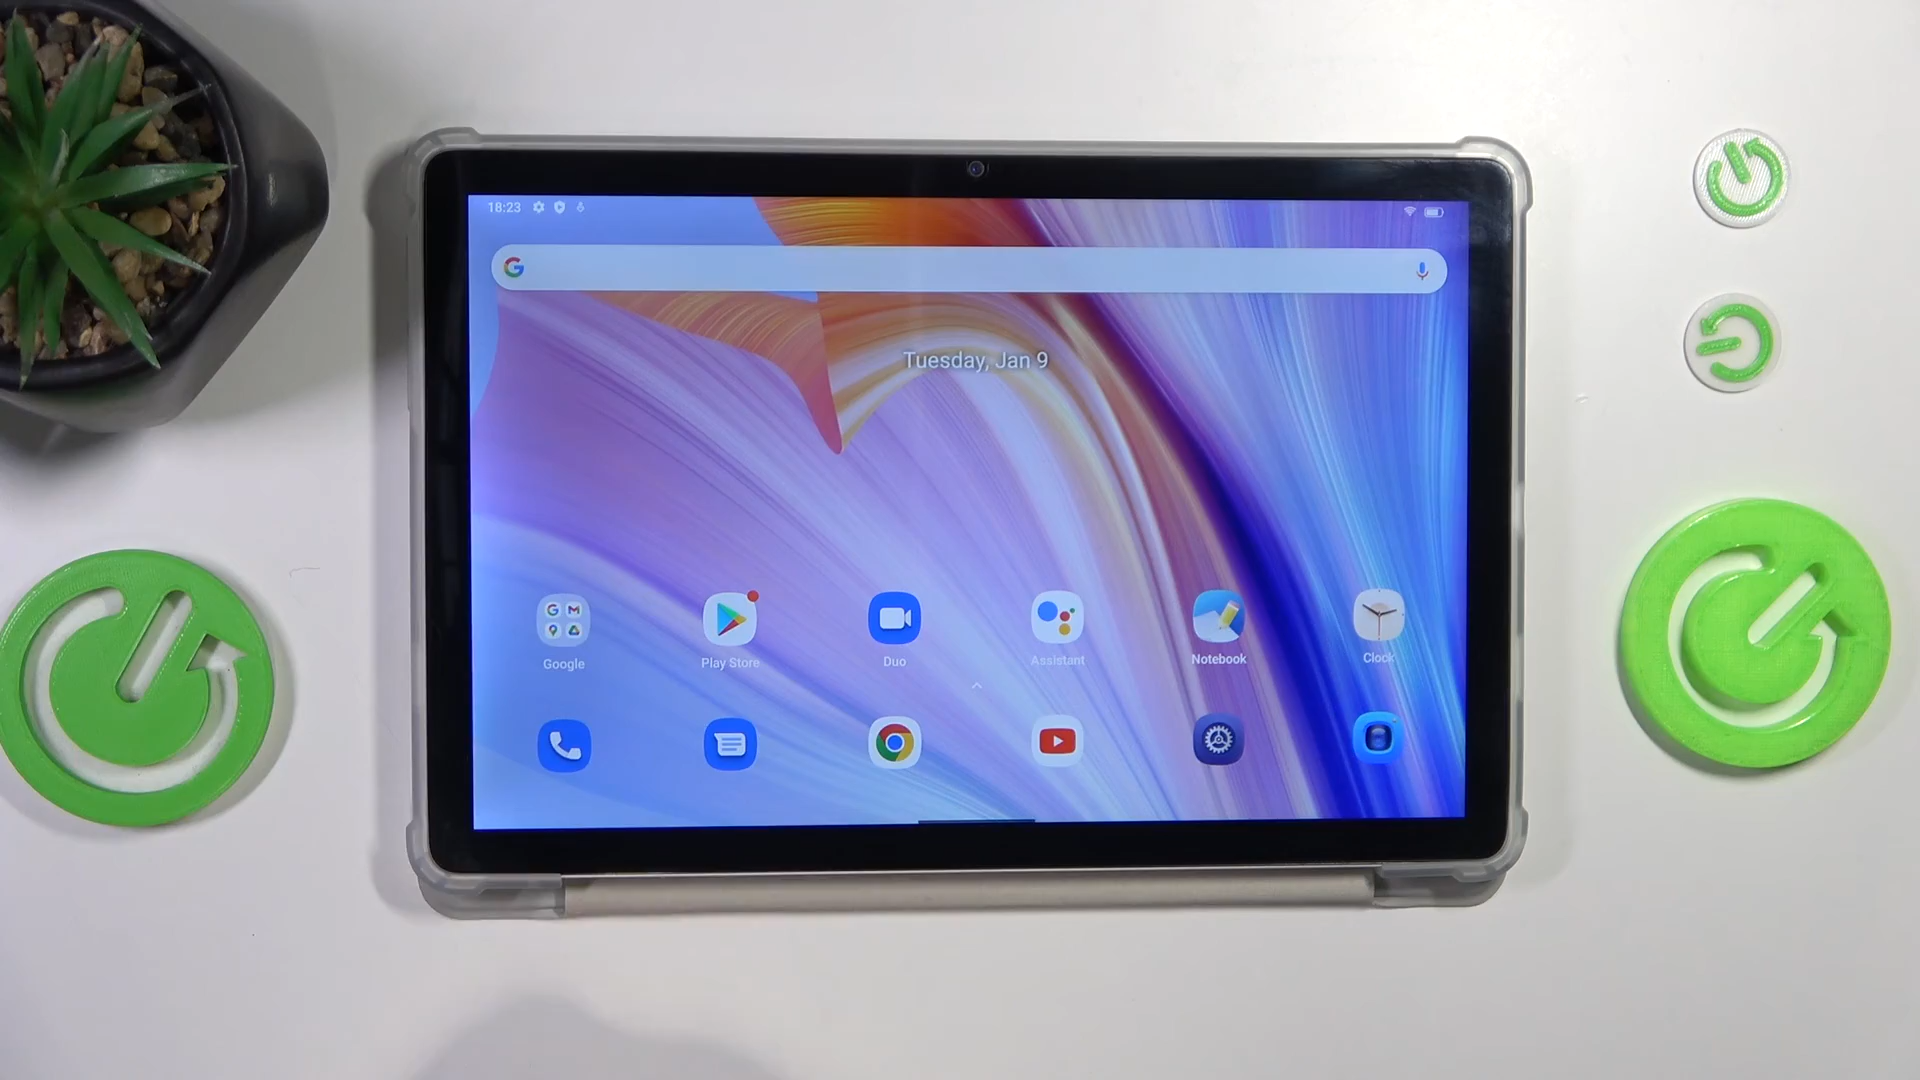 18:23
Tuesday, Jan 9
Google
Play Store
Duo
Assistant
Notebook
Clock